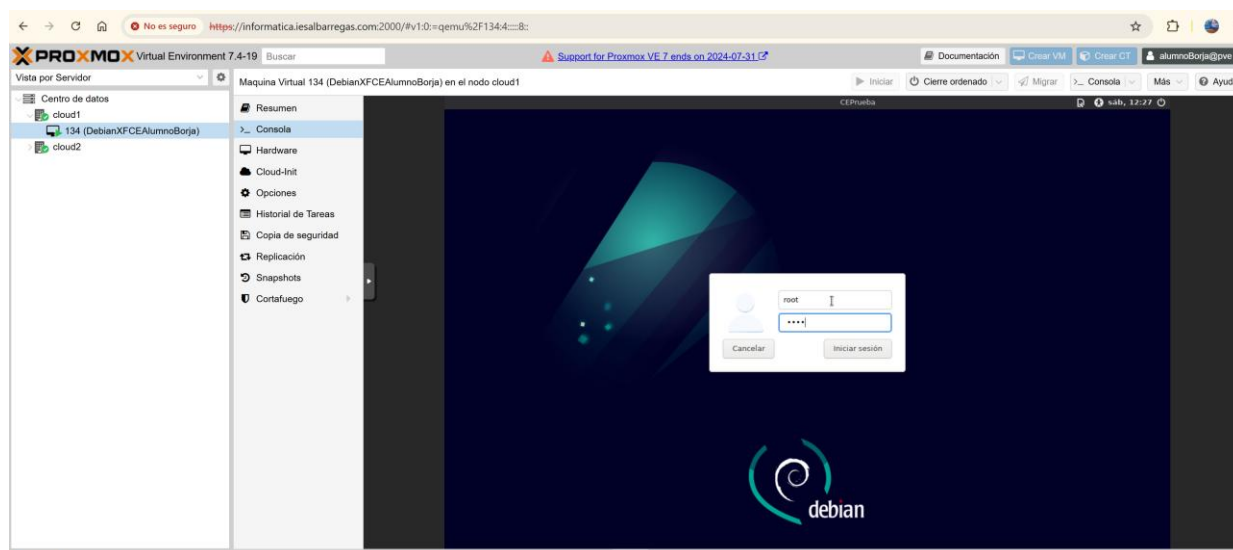 No es seguro https://informatica.iesalbarregas.com:2000/#v1:0:=qemu%2F134:4:::::8::
PROXMOX Virtual Environment 7.4-19 Buscar Support for Proxmox VE 7 ends on 2024-07-31 Documentación Crear VM Crear CT alumnoBorja@pve
Vista por Servidor Maquina Virtual 134 (DebianXFCEAlumnoBorja) en el nodo cloud1 Iniciar Cierre ordenado Migrar >_ Consola Más Ayud
Centro de datos
cloud1
134 (DebianXFCEAlumnoBorja)
cloud2
Resumen
>_ Consola
Hardware
Cloud-Init
Opciones
Historial de Tareas
Copia de seguridad
Replicación
Snapshots
Cortafuego
CEPrueba sáb, 12:27
root
••••
Cancelar Iniciar sesión
debian